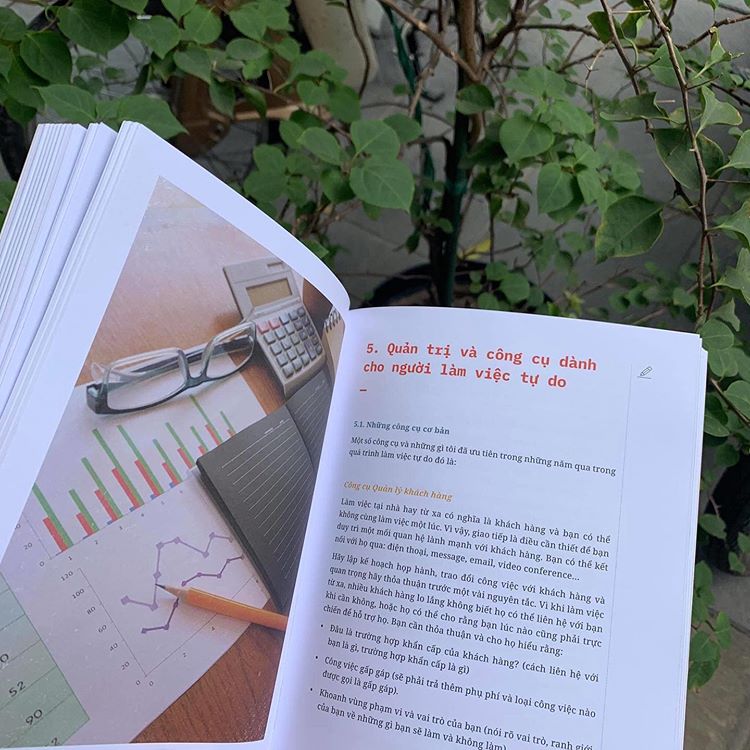 5. Quản trị và công cụ dành
cho người làm việc tự do
–
5.1. Những công cụ cơ bản
Một số công cụ và những gì tôi đã ưu tiên trong những năm qua trong
quá trình làm việc tự do đó là:
Công cụ Quản lý khách hàng
Làm việc tại nhà hay từ xa có nghĩa là khách hàng và bạn có thể
không cùng làm việc một lúc. Vì vậy, giao tiếp là điều cần thiết để bạn
duy trì một mối quan hệ lành mạnh với khách hàng. Bạn có thể kết
nối với họ qua: điện thoại, message, email, video conference...
Hãy lập kế hoạch họp hành, trao đổi công việc với khách hàng và
quan trọng hãy thỏa thuận trước một vài nguyên tắc. Vì khi làm việc
từ xa, nhiều khách hàng lo lắng không biết họ có thể liên hệ với bạn
khi cần không, hoặc họ có thể cho rằng bạn lúc nào cũng phải trực
chiến để hỗ trợ họ. Bạn cần thỏa thuận và cho họ hiểu rằng:
• Đâu là trường hợp khẩn cấp của khách hàng? (cách liên hệ với
bạn là gì, trường hợp khẩn cấp là gì)
• Công việc gấp gáp (sẽ phải trả thêm phụ phí và loại công việc nào
được gọi là gấp gáp).
• Khoanh vùng phạm vi và vai trò của bạn (nói rõ vai trò, ranh giới
của bạn về những gì bạn sẽ làm và không làm)
20
0
100
80
60
40
20
0
1
52
90